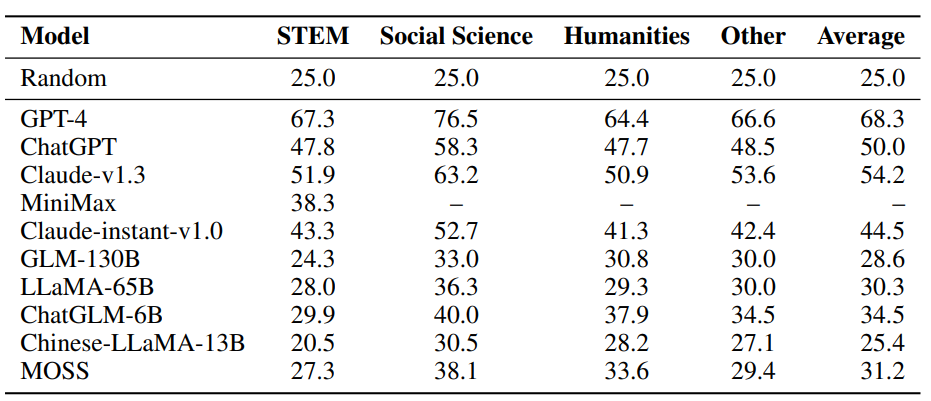 Model STEM Social Science Humanities Other Average
Random 25.0 25.0 25.0 25.0 25.0
GPT-4 67.3 76.5 64.4 66.6 68.3
ChatGPT 47.8 58.3 47.7 48.5 50.0
Claude-v1.3 51.9 63.2 50.9 53.6 54.2
MiniMax 38.3 – – – –
Claude-instant-v1.0 43.3 52.7 41.3 42.4 44.5
GLM-130B 24.3 33.0 30.8 30.0 28.6
LLaMA-65B 28.0 36.3 29.3 30.0 30.3
ChatGLM-6B 29.9 40.0 37.9 34.5 34.5
Chinese-LLaMA-13B 20.5 30.5 28.2 27.1 25.4
MOSS 27.3 38.1 33.6 29.4 31.2